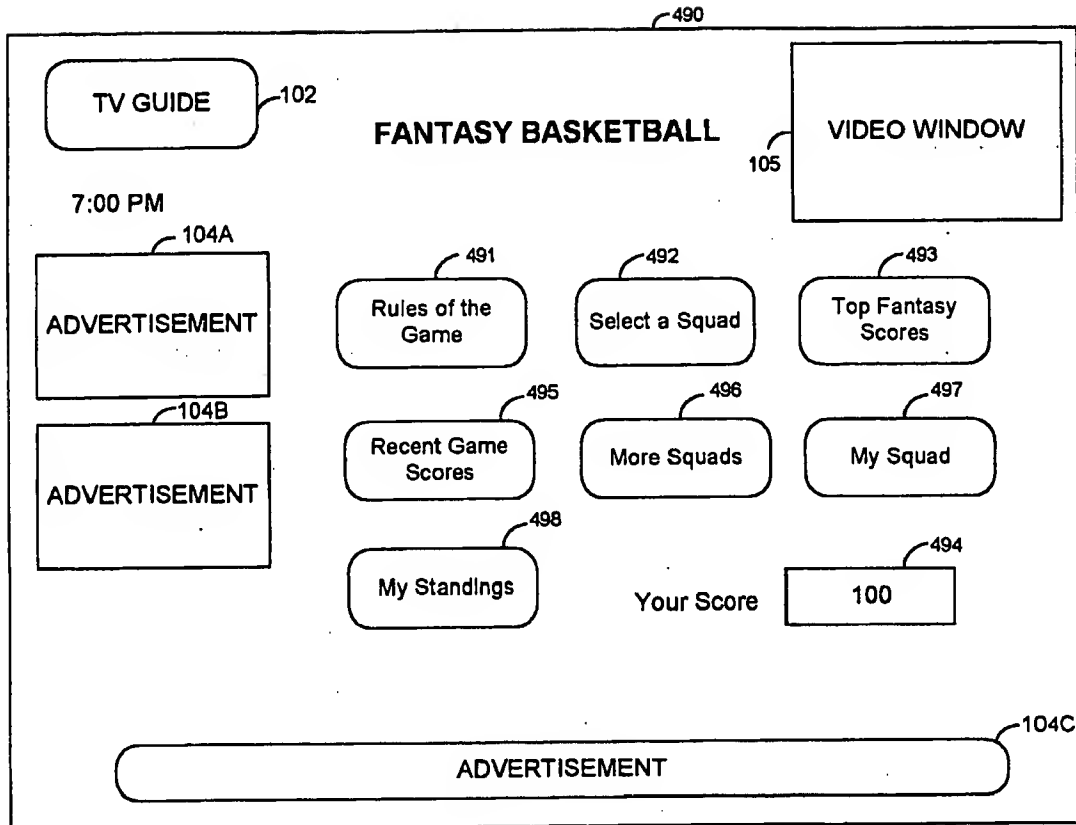 490
TV GUIDE
102
FANTASY BASKETBALL
VIDEO WINDOW
105
7:00 PM
104A
ADVERTISEMENT
491
Rules of the
Game
492
Select a Squad
493
Top Fantasy
Scores
104B
ADVERTISEMENT
495
Recent Game
Scores
496
More Squads
497
My Squad
498
My Standings
Your Score
494
100
104C
ADVERTISEMENT